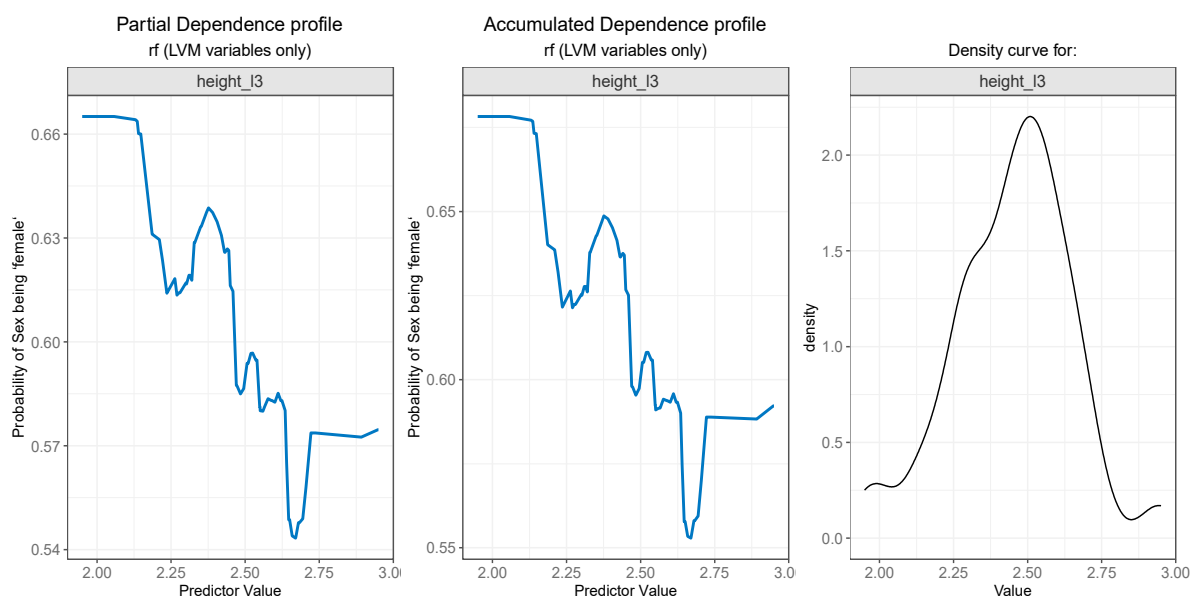 Partial Dependence profile
rf (LVM variables only)
height_l3
0.66
0.63
0.60
0.57
0.54
Probability of Sex being 'female'
2.00 2.25 2.50 2.75 3.00
Predictor Value
Accumulated Dependence profile
rf (LVM variables only)
height_l3
0.65
0.60
0.55
Probability of Sex being 'female'
2.00 2.25 2.50 2.75 3.0
Predictor Value
Density curve for:
height_l3
2.0
1.5
1.0
0.5
0.0
density
2.00 2.25 2.50 2.75 3.00
Value